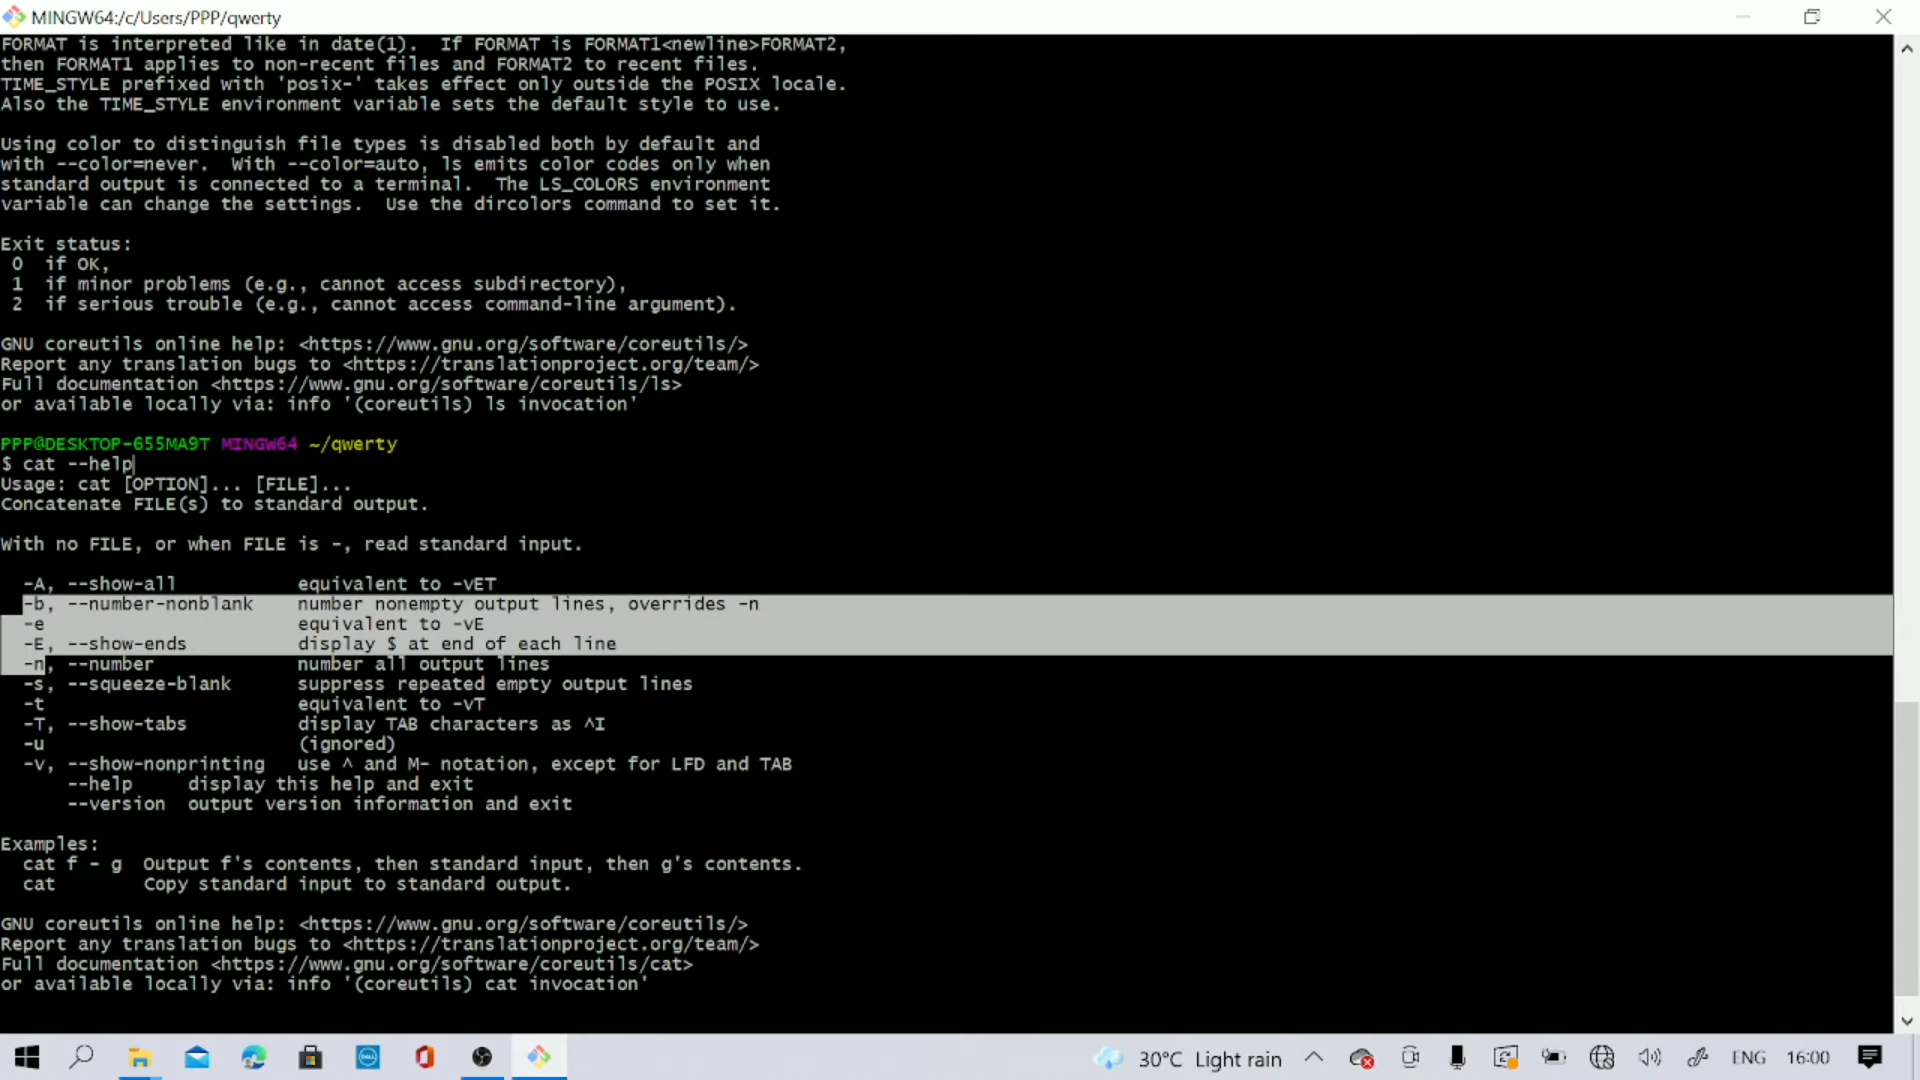 MINGW64:/c/Users/PPP/qwerty
FORMAT is interpreted like in date(1).  If FORMAT is FORMAT1<newline>FORMAT2,
then FORMAT1 applies to non-recent files and FORMAT2 to recent files.
TIME_STYLE prefixed with 'posix-' takes effect only outside the POSIX locale.
Also the TIME_STYLE environment variable sets the default style to use.
Using color to distinguish file types is disabled both by default and
with --color=never.  With --color=auto, ls emits color codes only when
standard output is connected to a terminal.  The LS_COLORS environment
variable can change the settings.  Use the dircolors command to set it.
Exit status:
 0  if OK,
 1  if minor problems (e.g., cannot access subdirectory),
 2  if serious trouble (e.g., cannot access command-line argument).
GNU coreutils online help: <https://www.gnu.org/software/coreutils/>
Report any translation bugs to <https://translationproject.org/team/>
Full documentation <https://www.gnu.org/software/coreutils/ls>
or available locally via: info '(coreutils) ls invocation'
PPP@DESKTOP-655MA9T MINGW64 ~/qwerty
$ cat --help
Usage: cat [OPTION]... [FILE]...
Concatenate FILE(s) to standard output.
With no FILE, or when FILE is -, read standard input.
  -A, --show-all           equivalent to -vET
  -b, --number-nonblank    number nonempty output lines, overrides -n
  -e                       equivalent to -vE
  -E, --show-ends          display $ at end of each line
  -n, --number             number all output lines
  -s, --squeeze-blank      suppress repeated empty output lines
  -t                       equivalent to -vT
  -T, --show-tabs          display TAB characters as ^I
  -u                       (ignored)
  -v, --show-nonprinting   use ^ and M- notation, except for LFD and TAB
      --help     display this help and exit
      --version  output version information and exit
Examples:
  cat f - g  Output f's contents, then standard input, then g's contents.
  cat        Copy standard input to standard output.
GNU coreutils online help: <https://www.gnu.org/software/coreutils/>
Report any translation bugs to <https://translationproject.org/team/>
Full documentation <https://www.gnu.org/software/coreutils/cat>
or available locally via: info '(coreutils) cat invocation'
30°C Light rain ENG 16:00